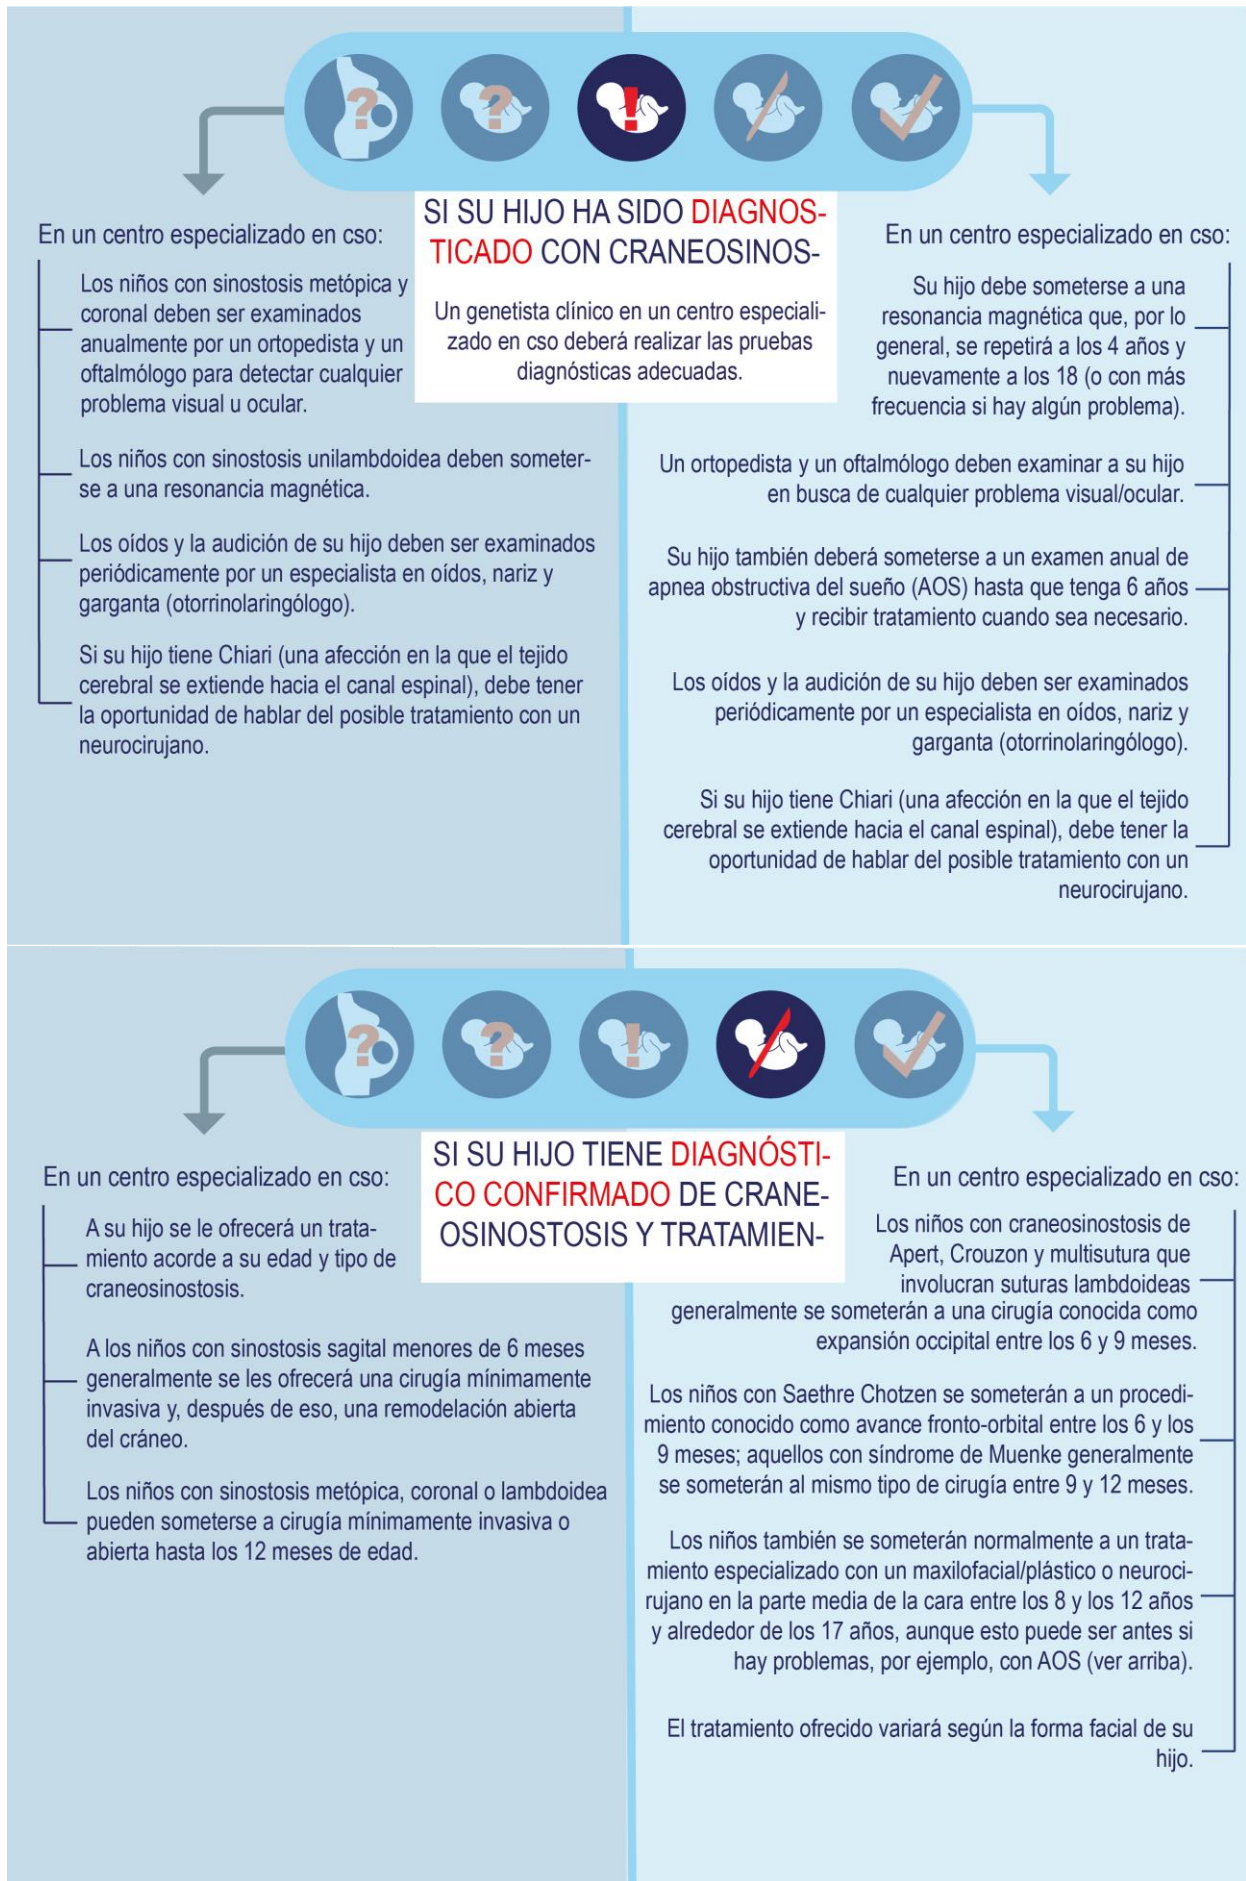 SI SU HIJO HA SIDO DIAGNOS-
TICADO CON CRANEOSINOS-
Un genetista clínico en un centro especiali-
zado en cso deberá realizar las pruebas
diagnósticas adecuadas.
En un centro especializado en cso:
Los niños con sinostosis metópica y
coronal deben ser examinados
anualmente por un ortopedista y un
oftalmólogo para detectar cualquier
problema visual u ocular.
Los niños con sinostosis unilambdoidea deben someter-
se a una resonancia magnética.
Los oídos y la audición de su hijo deben ser examinados
periódicamente por un especialista en oídos, nariz y
garganta (otorrinolaringólogo).
Si su hijo tiene Chiari (una afección en la que el tejido
cerebral se extiende hacia el canal espinal), debe tener
la oportunidad de hablar del posible tratamiento con un
neurocirujano.
En un centro especializado en cso:
Su hijo debe someterse a una
resonancia magnética que, por lo
general, se repetirá a los 4 años y
nuevamente a los 18 (o con más
frecuencia si hay algún problema).
Un ortopedista y un oftalmólogo deben examinar a su hijo
en busca de cualquier problema visual/ocular.
Su hijo también deberá someterse a un examen anual de
apnea obstructiva del sueño (AOS) hasta que tenga 6 años
y recibir tratamiento cuando sea necesario.
Los oídos y la audición de su hijo deben ser examinados
periódicamente por un especialista en oídos, nariz y
garganta (otorrinolaringólogo).
Si su hijo tiene Chiari (una afección en la que el tejido
cerebral se extiende hacia el canal espinal), debe tener la
oportunidad de hablar del posible tratamiento con un
neurocirujano.
SI SU HIJO TIENE DIAGNÓSTI-
CO CONFIRMADO DE CRANE-
OSINOSTOSIS Y TRATAMIEN-
En un centro especializado en cso:
A su hijo se le ofrecerá un trata-
miento acorde a su edad y tipo de
craneosinostosis.
A los niños con sinostosis sagital menores de 6 meses
generalmente se les ofrecerá una cirugía mínimamente
invasiva y, después de eso, una remodelación abierta
del cráneo.
Los niños con sinostosis metópica, coronal o lambdoidea
pueden someterse a cirugía mínimamente invasiva o
abierta hasta los 12 meses de edad.
En un centro especializado en cso:
Los niños con craneosinostosis de
Apert, Crouzon y multisutura que
involucran suturas lambdoideas
generalmente se someterán a una cirugía conocida como
expansión occipital entre los 6 y 9 meses.
Los niños con Saethre Chotzen se someterán a un procedi-
miento conocido como avance fronto-orbital entre los 6 y los
9 meses; aquellos con síndrome de Muenke generalmente
se someterán al mismo tipo de cirugía entre 9 y 12 meses.
Los niños también se someterán normalmente a un trata-
miento especializado con un maxilofacial/plástico o neuroci-
rujano en la parte media de la cara entre los 8 y los 12 años
y alrededor de los 17 años, aunque esto puede ser antes si
hay problemas, por ejemplo, con AOS (ver arriba).
El tratamiento ofrecido variará según la forma facial de su
hijo.